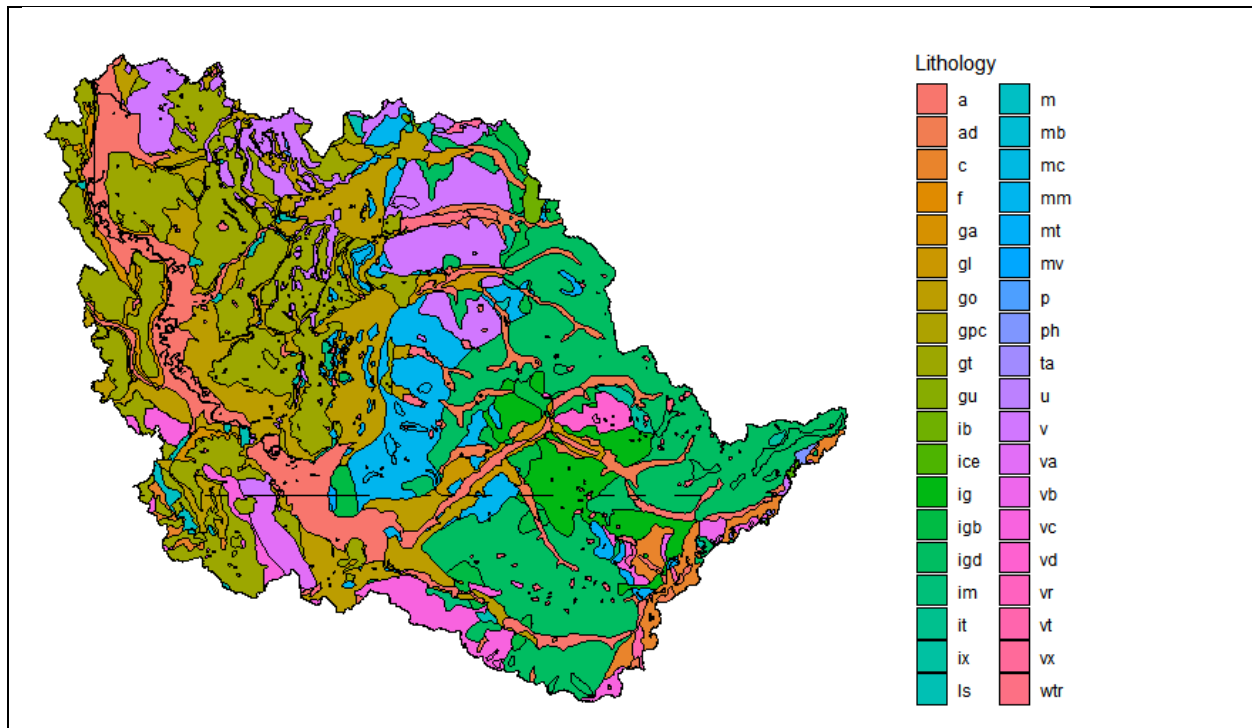 Lithology
a
ad
c
f
ga
gl
go
gpc
gt
gu
ib
ice
ig
igb
igd
im
it
ix
ls
m
mb
mc
mm
mt
mv
p
ph
ta
u
v
va
vb
vc
vd
vr
vt
vx
wtr